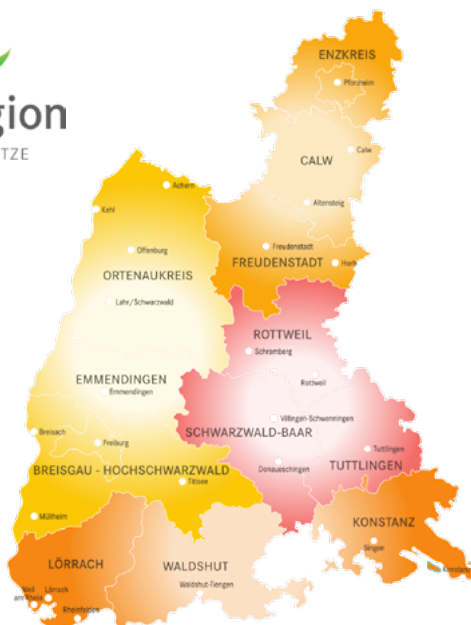 gion
TZE
ENZKREIS
Pforzheim
CALW
Calw
Altensteig
Achern
Kehl
Offenburg
Freudenstadt
FREUDENSTADT
Horb
ORTENAUKREIS
Lahr/Schwarzwald
ROTTWEIL
Schramberg
Rottweil
EMMENDINGEN
Emmendingen
Villingen-Schwenningen
SCHWARZWALD-BAAR
Breisach
Freiburg
Tuttlingen
TUTTLINGEN
Donaueschingen
BREISGAU - HOCHSCHWARZWALD
Titisee
Müllheim
KONSTANZ
Singen
Konstanz
LÖRRACH
WALDSHUT
Waldshut-Tiengen
Weil
am Rhein
Lörrach
Rheinfelden